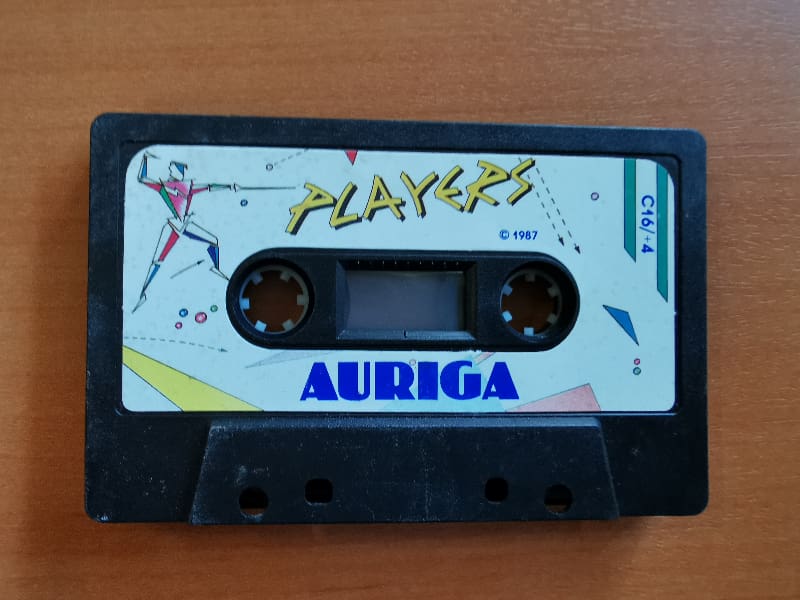 PLAYERS
© 1987
C16/+4
AURIGA